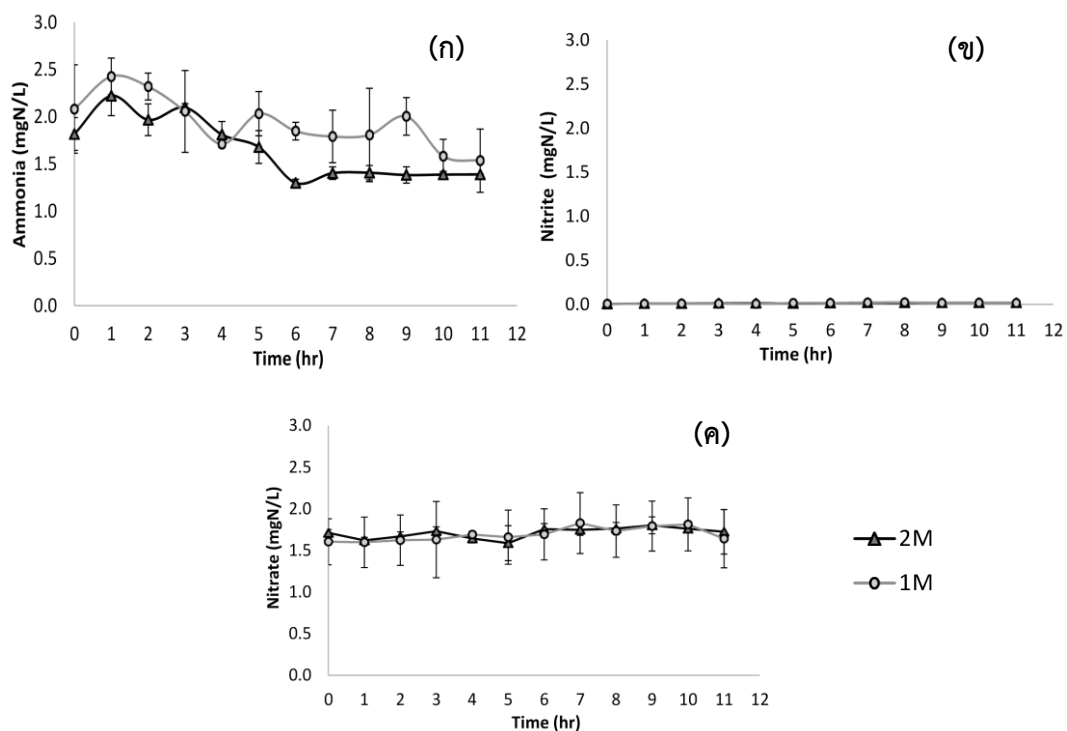 (ก)
Ammonia (mgN/L)
3.0
2.5
2.0
1.5
1.0
0.5
0.0
0 1 2 3 4 5 6 7 8 9 10 11 12
Time (hr)
(ข)
Nitrite (mgN/L)
3.0
2.5
2.0
1.5
1.0
0.5
0.0
0 1 2 3 4 5 6 7 8 9 10 11 12
Time (hr)
(ค)
Nitrate (mgN/L)
3.0
2.5
2.0
1.5
1.0
0.5
0.0
0 1 2 3 4 5 6 7 8 9 10 11 12
Time (hr)
2M
1M